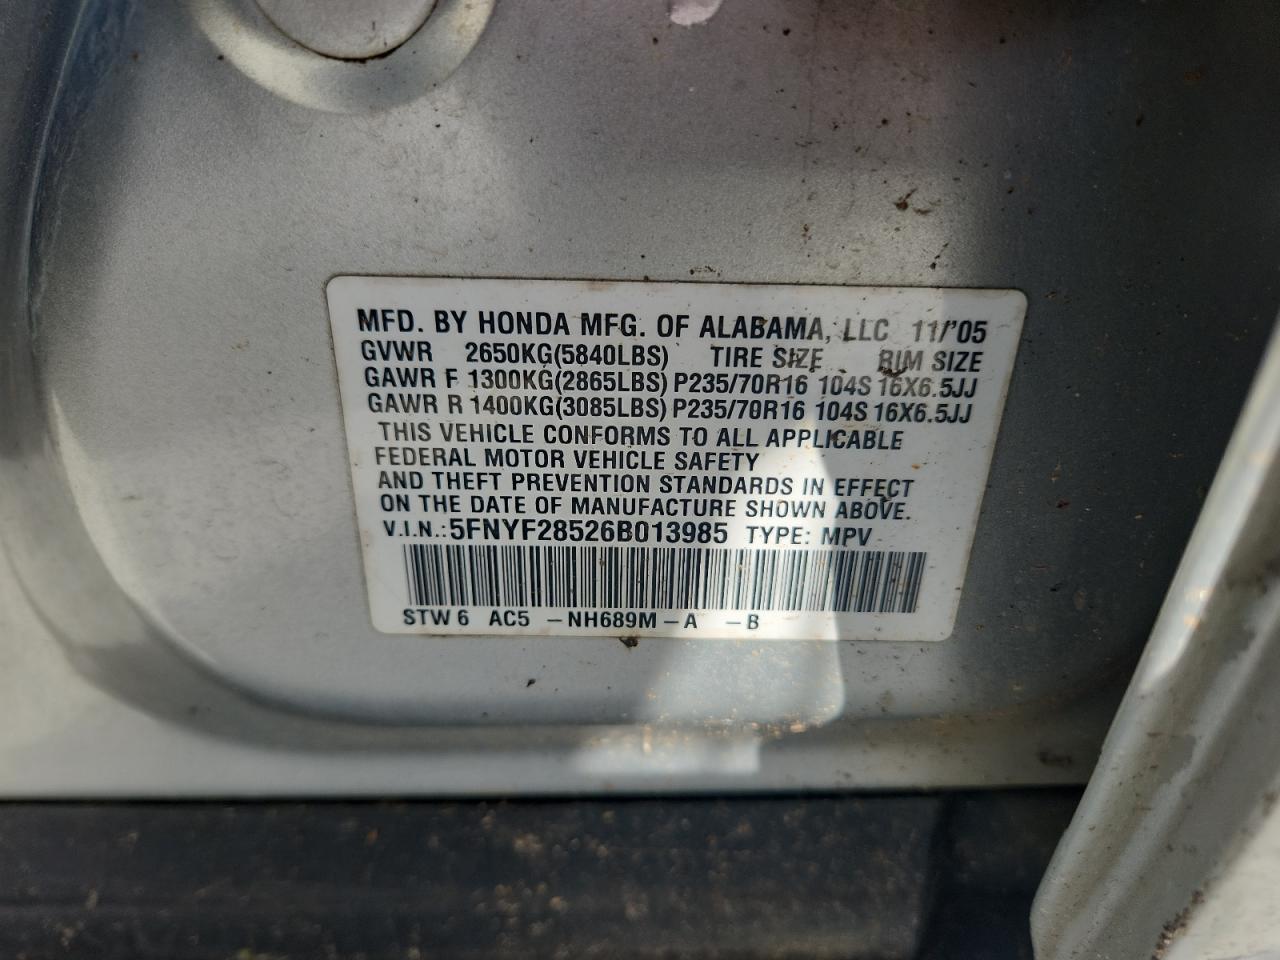 MFD. BY HONDA MFG. OF ALABAMA, LLC 11/'05
GVWR 2650KG(5840LBS) TIRE SIZE RIM SIZE
GAWR F 1300KG(2865LBS) P235/70R16 104S 16X6.5JJ
GAWR R 1400KG(3085LBS) P235/70R16 104S 16X6.5JJ
THIS VEHICLE CONFORMS TO ALL APPLICABLE
FEDERAL MOTOR VEHICLE SAFETY
AND THEFT PREVENTION STANDARDS IN EFFECT
ON THE DATE OF MANUFACTURE SHOWN ABOVE.
V.I.N.: 5FNYF28526B013985 TYPE: MPV
STW 6 AC5 -NH689M-A -B